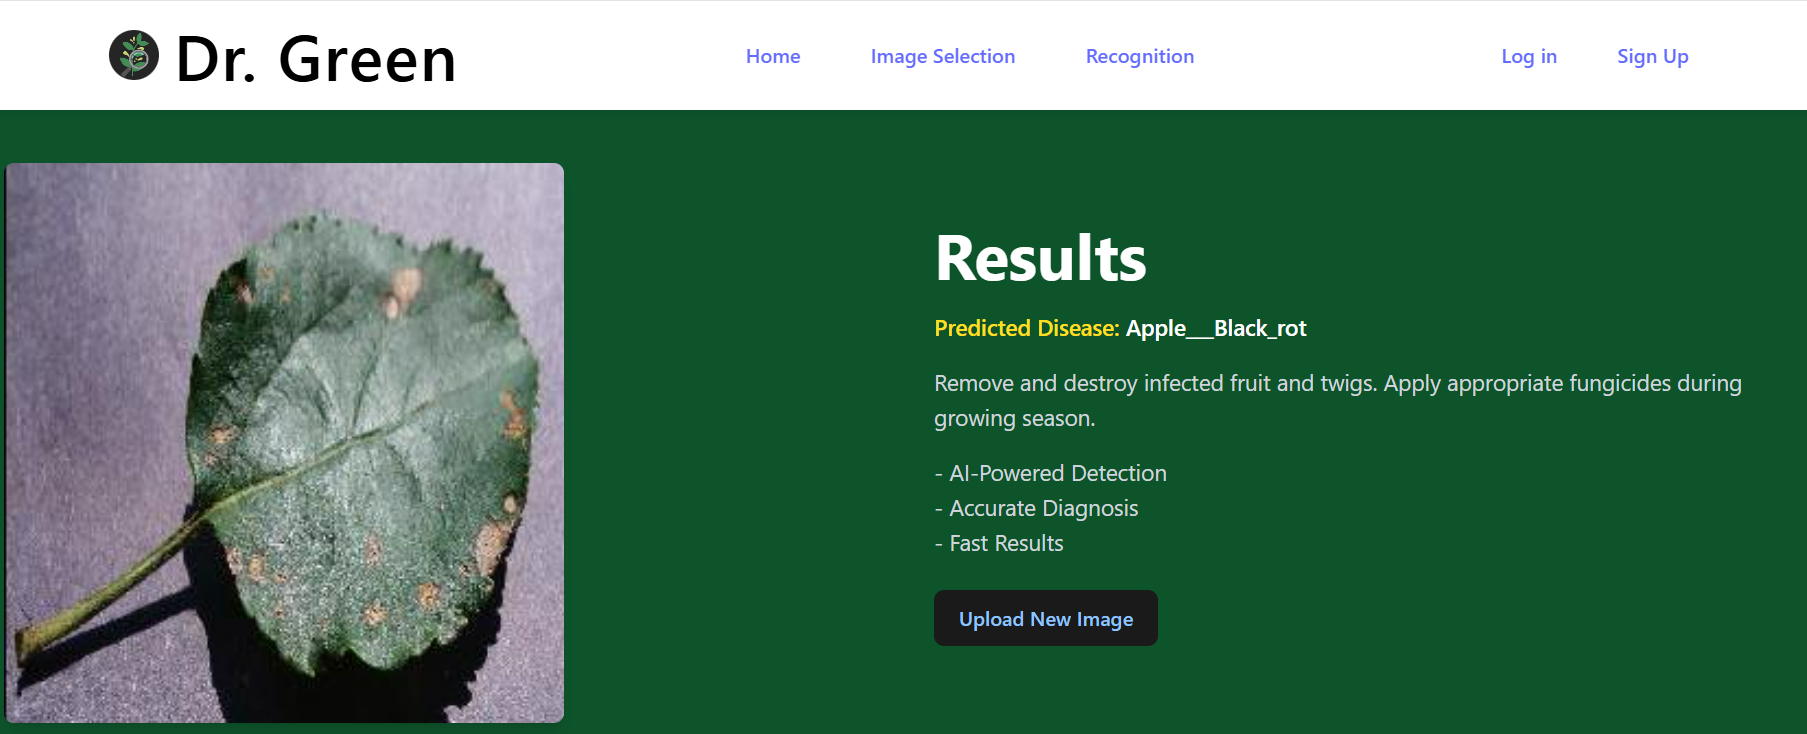 Dr. Green
Home
Image Selection
Recognition
Log in
Sign Up
Results
Predicted Disease: Apple___Black_rot
Remove and destroy infected fruit and twigs. Apply appropriate fungicides during
growing season.
- AI-Powered Detection
- Accurate Diagnosis
- Fast Results
Upload New Image